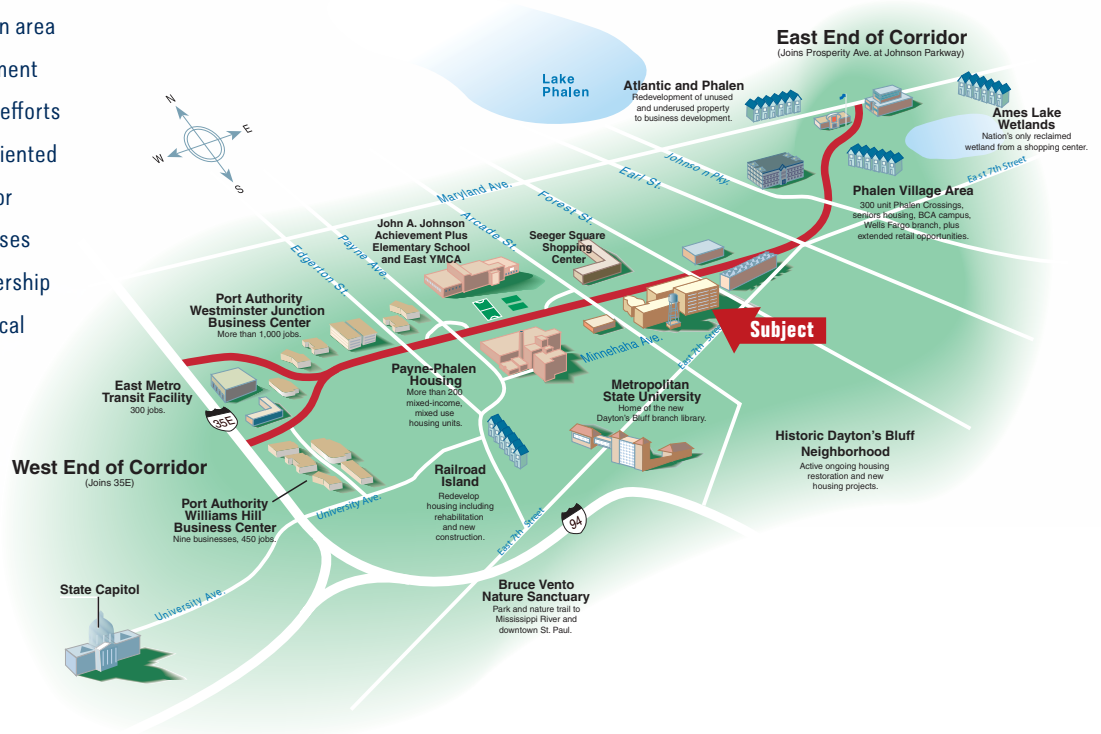 n area
ment
efforts
iented
or
ses
ership
cal
East End of Corridor
(Joins Prosperity Ave. at Johnson Parkway)
Lake
Phalen
Atlantic and Phalen
Redevelopment of unused
and underused property
to business development.
Ames Lake
Wetlands
Nation's only reclaimed
wetland from a shopping center.
N
E
W
S
Maryland Ave.
Johnson Pky.
Earl St.
Forest St.
Arcade St.
Payne Ave.
Edgerton St.
East 7th Street
Phalen Village Area
300 unit Phalen Crossings,
seniors housing, BCA campus,
Wells Fargo branch, plus
extended retail opportunities.
John A. Johnson
Achievement Plus
Elementary School
and East YMCA
Seeger Square
Shopping
Center
Port Authority
Westminster Junction
Business Center
More than 1,000 jobs.
Subject
Minnehaha Ave.
East 7th Street
East Metro
Transit Facility
300 jobs.
35E
Payne-Phalen
Housing
More than 200
mixed-income,
mixed use
housing units.
Metropolitan
State University
Home of the new
Dayton's Bluff branch library.
Historic Dayton's Bluff
Neighborhood
Active ongoing housing
restoration and new
housing projects.
West End of Corridor
(Joins 35E)
Railroad
Island
Redevelop
housing including
rehabilitation
and new
construction.
Port Authority
Williams Hill
Business Center
Nine businesses, 450 jobs.
University Ave.
East 7th Street
94
State Capitol
University Ave.
Bruce Vento
Nature Sanctuary
Park and nature trail to
Mississippi River and
downtown St. Paul.